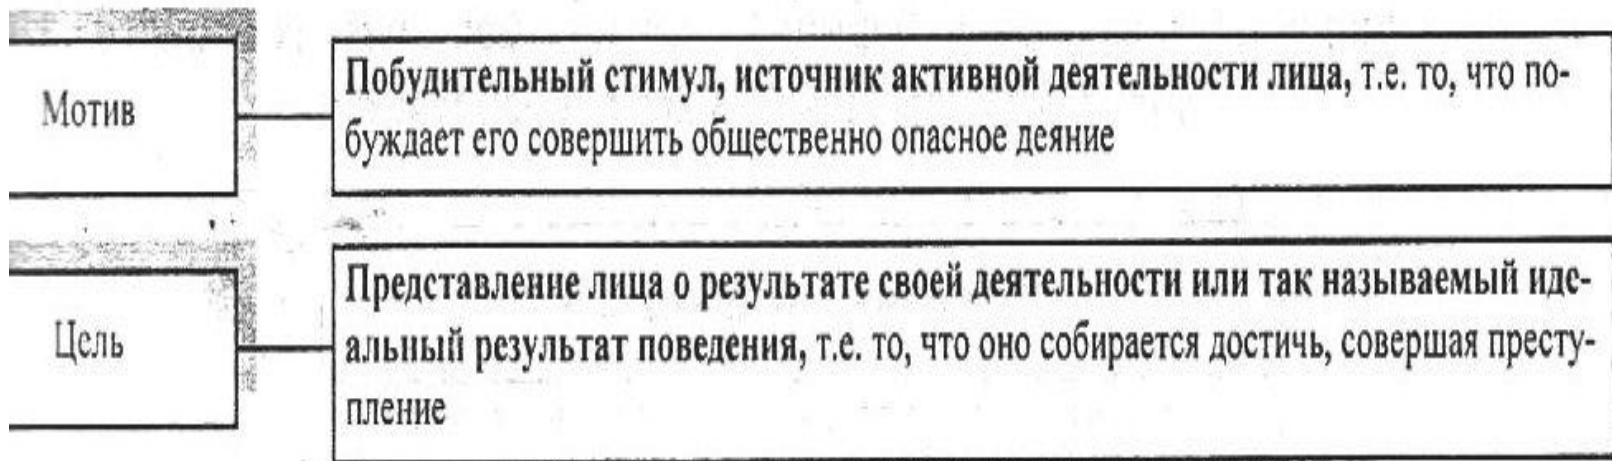 Мотив
Побудительный стимул, источник активной деятельности лица, т.е. то, что по-
буждает его совершить общественно опасное деяние
Цель
Представление лица о результате своей деятельности или так называемый иде-
альный результат поведения, т.е. то, что оно собирается достичь, совершая престу-
пление